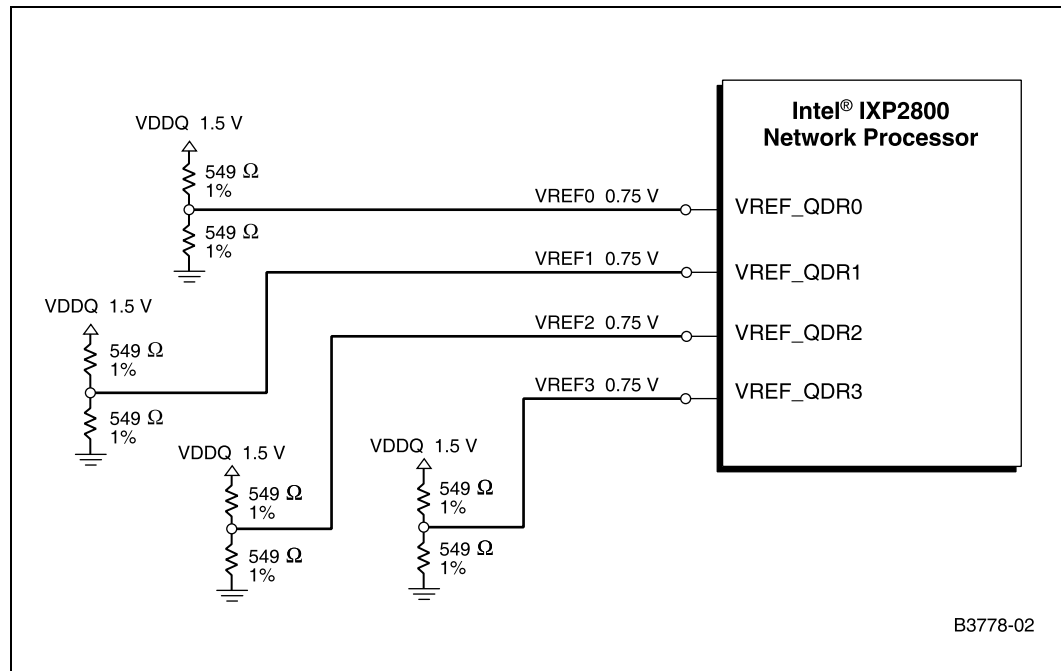 Intel® IXP2800
Network Processor
VDDQ 1.5 V
549 Ω
1%
549 Ω
1%
VREF0 0.75 V
VREF_QDR0
VREF1 0.75 V
VREF_QDR1
VDDQ 1.5 V
549 Ω
1%
549 Ω
1%
VREF2 0.75 V
VREF_QDR2
VREF3 0.75 V
VREF_QDR3
VDDQ 1.5 V
549 Ω
1%
549 Ω
1%
VDDQ 1.5 V
549 Ω
1%
549 Ω
1%
B3778-02